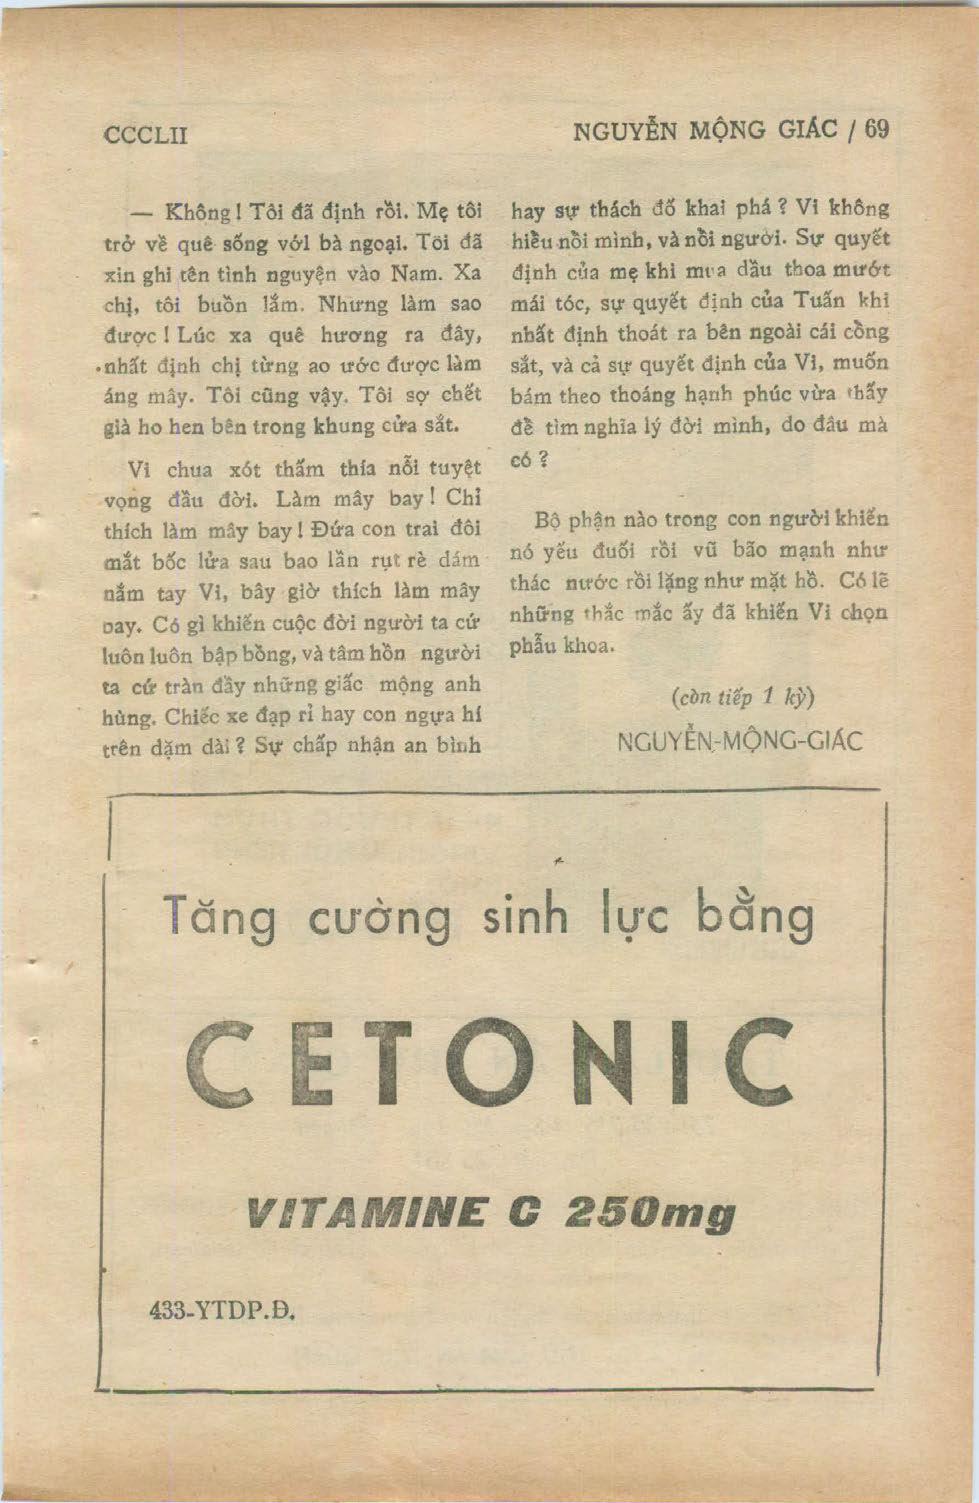 CCCLII
NGUYỄN MỘNG GIÁC / 69
— Không! Tôi đã định rồi. Mẹ tôi
trở về quê sống với bà ngoại. Tôi đã
xin ghi tên tình nguyện vào Nam. Xa
chị, tôi buồn lắm. Nhưng làm sao
được! Lúc xa quê hương ra đây,
nhất định chị từng ao ước được làm
áng mây. Tôi cũng vậy. Tôi sợ chết
già ho hen bên trong khung cửa sắt.
Vi chua xót thấm thía nỗi tuyệt
vọng đầu đời. Làm mây bay! Chỉ
thích làm mây bay! Đứa con trai đôi
mắt bốc lửa sau bao lần rụt rè dám
nắm tay Vi, bây giờ thích làm mây
bay. Có gì khiến cuộc đời người ta cứ
luôn luôn bập bồng, và tâm hồn người
ta cứ tràn đầy những giấc mộng anh
hùng. Chiếc xe đạp rỉ hay con ngựa hí
trên dặm dài? Sự chấp nhận an bình
hay sự thách đố khai phá? Vi không
hiểu nồi mình, và nồi người. Sự quyết
định của mẹ khi mua dầu thoa mướt
mái tóc, sự quyết định của Tuấn khi
nhất định thoát ra bên ngoài cái cồng
sắt, và cả sự quyết định của Vi, muốn
bám theo thoáng hạnh phúc vừa thấy
để tìm nghĩa lý đời mình, do đâu mà
có?
Bộ phận nào trong con người khiến
nó yếu đuối rồi vũ bão mạnh như
thác nước rồi lặng như mặt hồ. Có lẽ
những thắc mắc ấy đã khiến Vi chọn
phẫu khoa.
(còn tiếp 1 kỳ)
NGUYỄN-MỘNG-GIÁC
Tăng cường sinh lực bằng
CETONIC
VITAMINE C 250mg
433-YTDP.Đ.